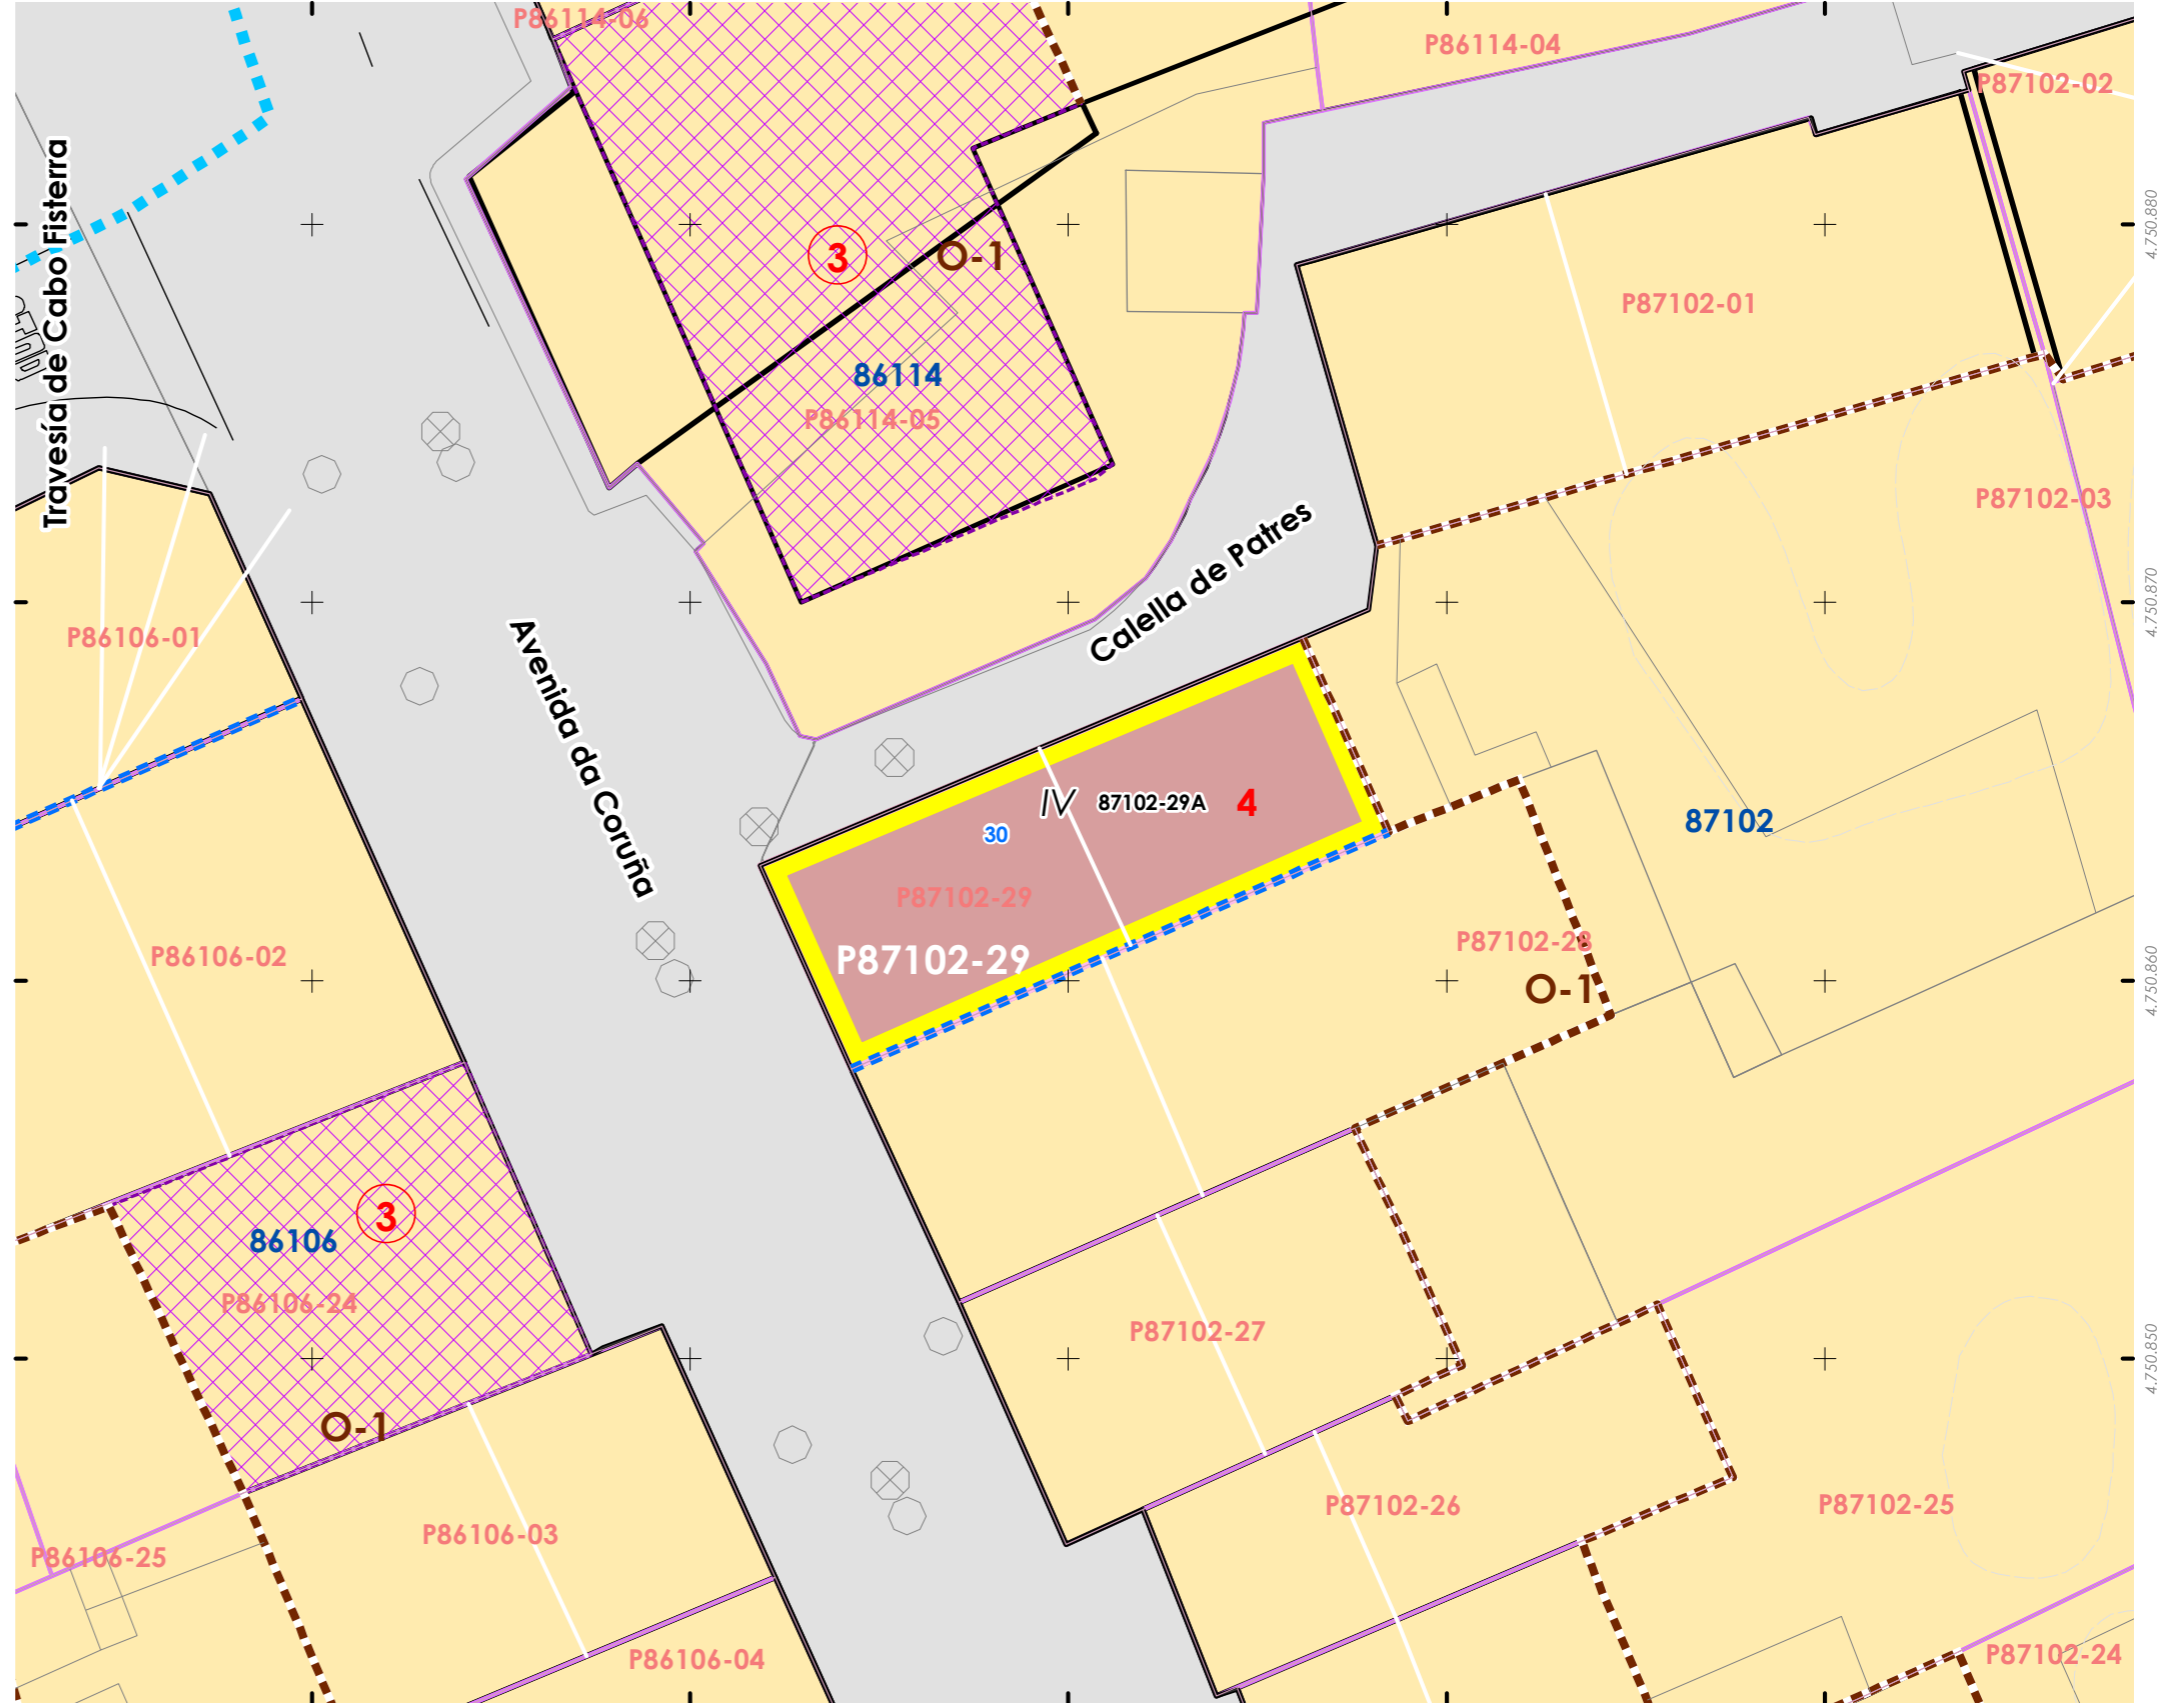 P86114-06
P86114-04
P87102-02
Travesía de Cabo Fisterra
4.750.880
3
O-1
P87102-01
86114
P86114-05
P87102-03
Calella de Patres
4.750.870
P86106-01
Avenida da Coruña
IV
87102-29A
4
30
87102
P87102-29
P87102-29
P87102-28
O-1
P86106-02
4.750.860
3
86106
P86106-24
P87102-27
4.750.850
O-1
P86106-03
P87102-26
P87102-25
P86106-25
P86106-04
P87102-24